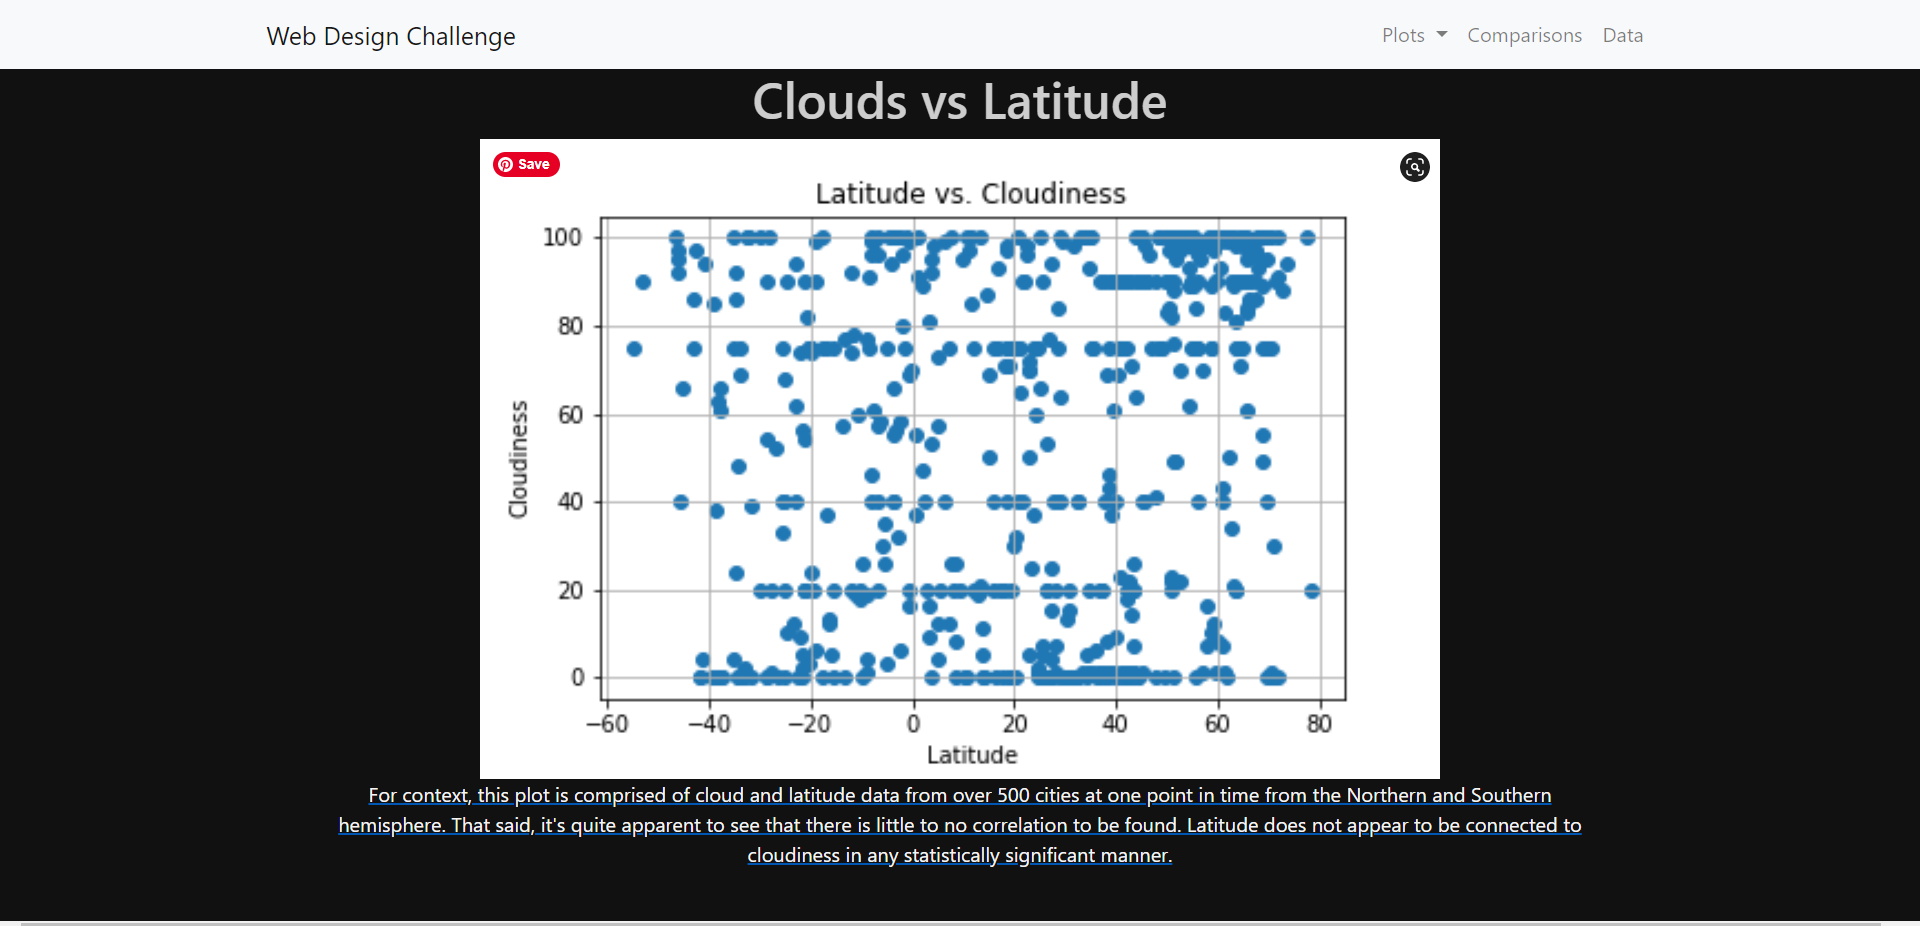 Web Design Challenge
Plots Comparisons Data
Clouds vs Latitude
Save
Latitude vs. Cloudiness
100
80
60
40
20
0
Cloudiness
−60 −40 −20 0 20 40 60 80
Latitude
For context, this plot is comprised of cloud and latitude data from over 500 cities at one point in time from the Northern and Southern
hemisphere. That said, it's quite apparent to see that there is little to no correlation to be found. Latitude does not appear to be connected to
cloudiness in any statistically significant manner.